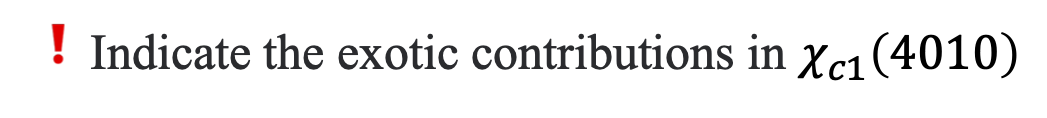 ! Indicate the exotic contributions in χc1(4010)